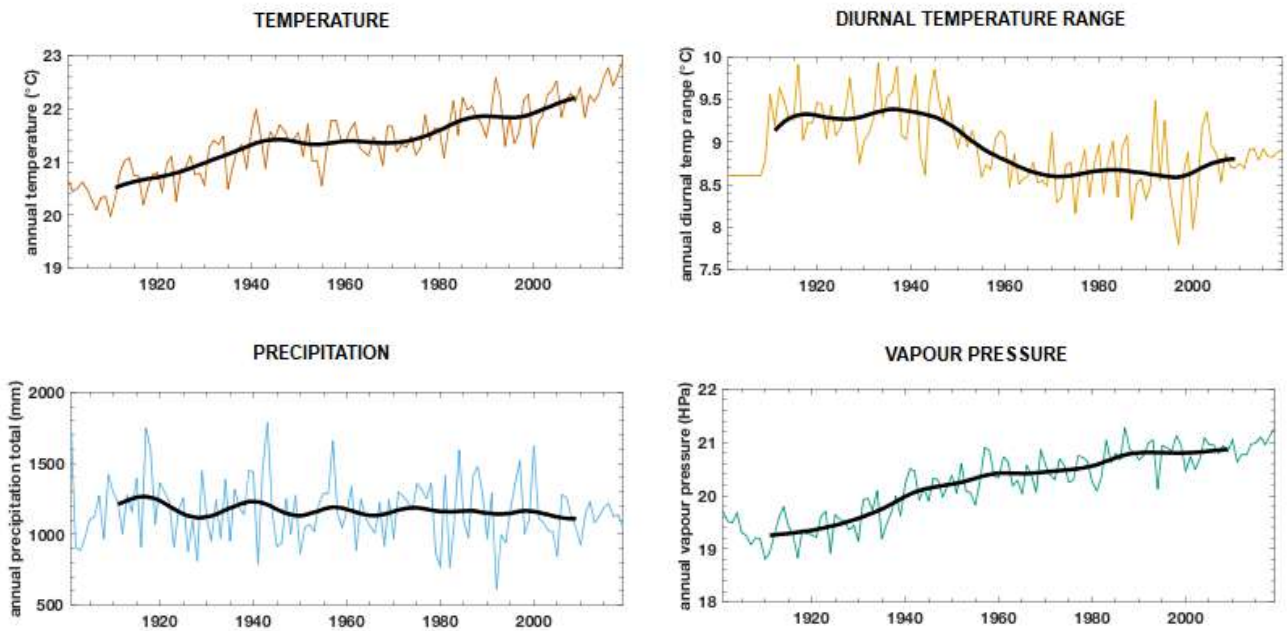 TEMPERATURE
annual temperature (°C)
23
22
21
20
19
1920 1940 1960 1980 2000
DIURNAL TEMPERATURE RANGE
annual diurnal temp range (°C)
10
9.5
9
8.5
8
7.5
1920 1940 1960 1980 2000
PRECIPITATION
annual precipitation total (mm)
2000
1500
1000
500
1920 1940 1960 1980 2000
VAPOUR PRESSURE
annual vapour pressure (HPa)
22
21
20
19
18
1920 1940 1960 1980 2000